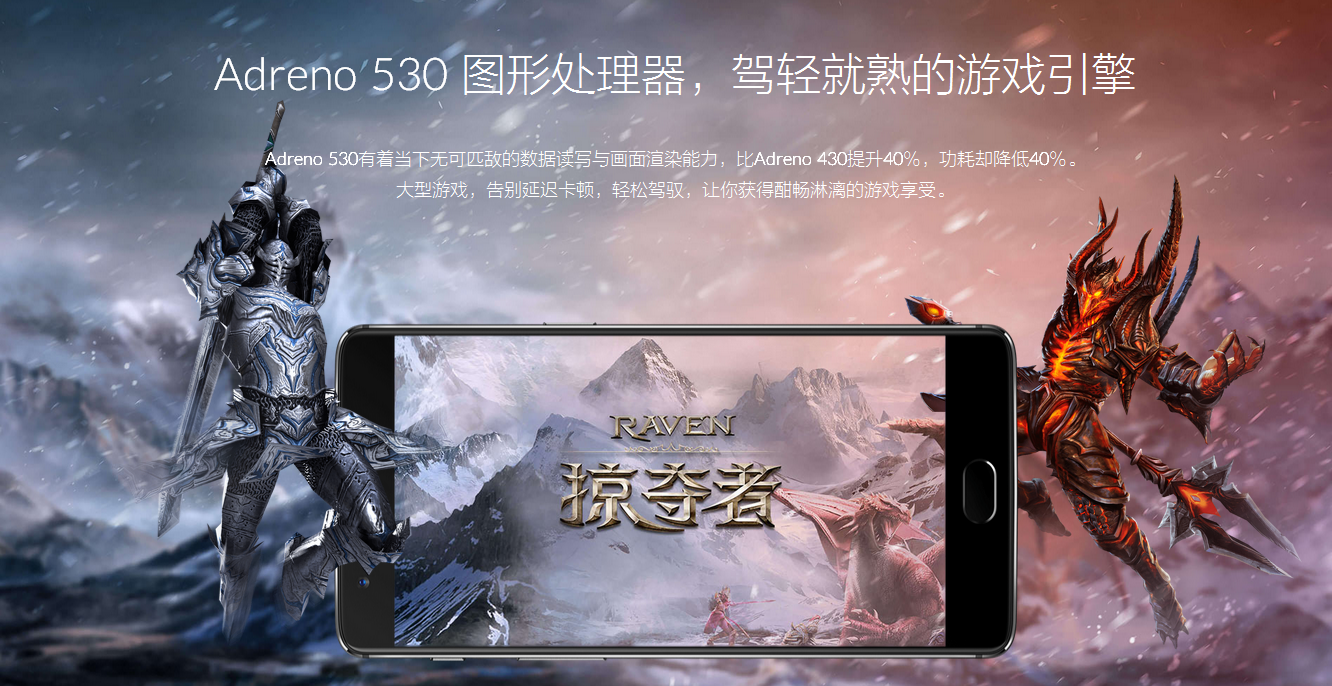 Adreno 530 图形处理器，驾轻就熟的游戏引擎
Adreno 530有着当下无可匹敌的数据读写与画面渲染能力，比Adreno 430提升40%，功耗却降低40%。
大型游戏，告别延迟卡顿，轻松驾驭，让你获得酣畅淋漓的游戏享受。
RAVEN
掠夺者